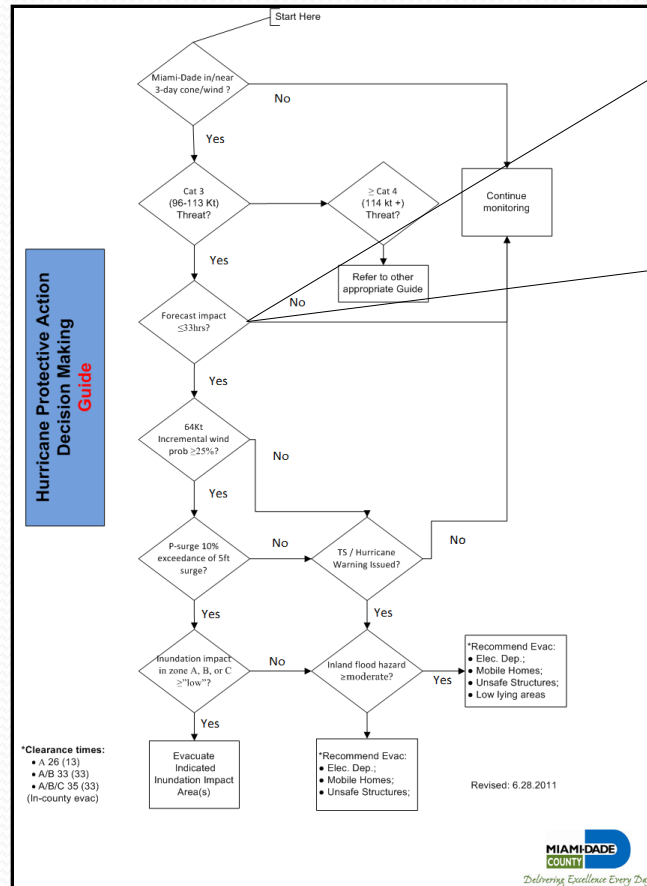 Start Here
Miami-Dade in/near
3-day cone/wind ?
No
Yes
Cat 3
(96-113 Kt)
Threat?
≥ Cat 4
(114 kt +)
Threat?
Continue
monitoring
Yes
Refer to other
appropriate Guide
No
Forecast impact
≤33hrs?
Hurricane Protective Action
Decision Making
Guide
Yes
64Kt
Incremental wind
prob ≥25%?
No
Yes
P-surge 10%
exceedance of 5ft
surge?
No
TS / Hurricane
Warning Issued?
No
Yes
Yes
Inundation impact
in zone A, B, or C
≥"low"?
No
Inland flood hazard
≥moderate?
Yes
*Recommend Evac:
● Elec. Dep.;
● Mobile Homes;
● Unsafe Structures;
● Low lying areas
Yes
*Clearance times:
● A 26 (13)
● A/B 33 (33)
● A/B/C 35 (33)
(In-county evac)
Evacuate
Indicated
Inundation Impact
Area(s)
*Recommend Evac:
● Elec. Dep.;
● Mobile Homes;
● Unsafe Structures;
Revised: 6.28.2011
MIAMI-DADE
COUNTY
Delivering Excellence Every Day